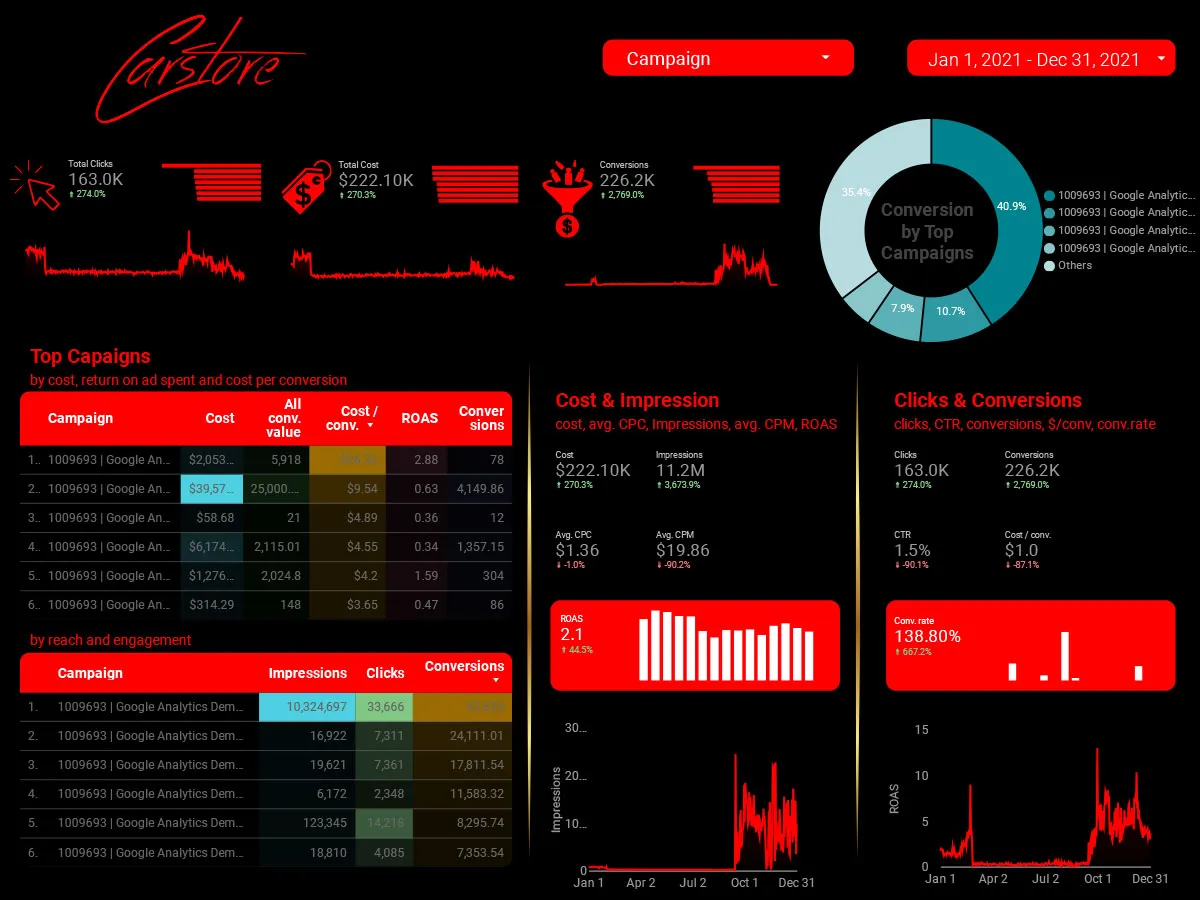 Carstore
Campaign
Jan 1, 2021 - Dec 31, 2021
Total Clicks
163.0K
274.0%
Total Cost
$222.10K
270.3%
Conversions
226.2K
2,769.0%
35.4%
40.9%
7.9%
10.7%
Conversion
by Top
Campaigns
1009693 | Google Analytic...
1009693 | Google Analytic...
1009693 | Google Analytic...
1009693 | Google Analytic...
Others
Top Capaigns
by cost, return on ad spent and cost per conversion
Campaign Cost All conv. value Cost / conv. ROAS Conver sions
1.. 1009693 | Google An... $2,053... 5,918 2.88 78
2.. 1009693 | Google An... $39,57... 25,000.... $9.54 0.63 4,149.86
3.. 1009693 | Google An... $58.68 21 $4.89 0.36 12
4.. 1009693 | Google An... $6,174... 2,115.01 $4.55 0.34 1,357.15
5.. 1009693 | Google An... $1,276... 2,024.8 $4.2 1.59 304
6.. 1009693 | Google An... $314.29 148 $3.65 0.47 86
by reach and engagement
Campaign Impressions Clicks Conversions
1. 1009693 | Google Analytics Dem... 10,324,697 33,666
2. 1009693 | Google Analytics Dem... 16,922 7,311 24,111.01
3. 1009693 | Google Analytics Dem... 19,621 7,361 17,811.54
4. 1009693 | Google Analytics Dem... 6,172 2,348 11,583.32
5. 1009693 | Google Analytics Dem... 123,345 14,218 8,295.74
6. 1009693 | Google Analytics Dem... 18,810 4,085 7,353.54
Cost & Impression
cost, avg. CPC, Impressions, avg. CPM, ROAS
Cost
$222.10K
270.3%
Impressions
11.2M
3,673.9%
Avg. CPC
$1.36
-1.0%
Avg. CPM
$19.86
-90.2%
ROAS
2.1
44.5%
Impressions
30...
20...
10...
0
Jan 1 Apr 2 Jul 2 Oct 1 Dec 31
Clicks & Conversions
clicks, CTR, conversions, $/conv, conv.rate
Clicks
163.0K
274.0%
Conversions
226.2K
2,769.0%
CTR
1.5%
-90.1%
Cost / conv.
$1.0
-87.1%
Conv. rate
138.80%
667.2%
ROAS
15
10
5
0
Jan 1 Apr 2 Jul 2 Oct 1 Dec 31